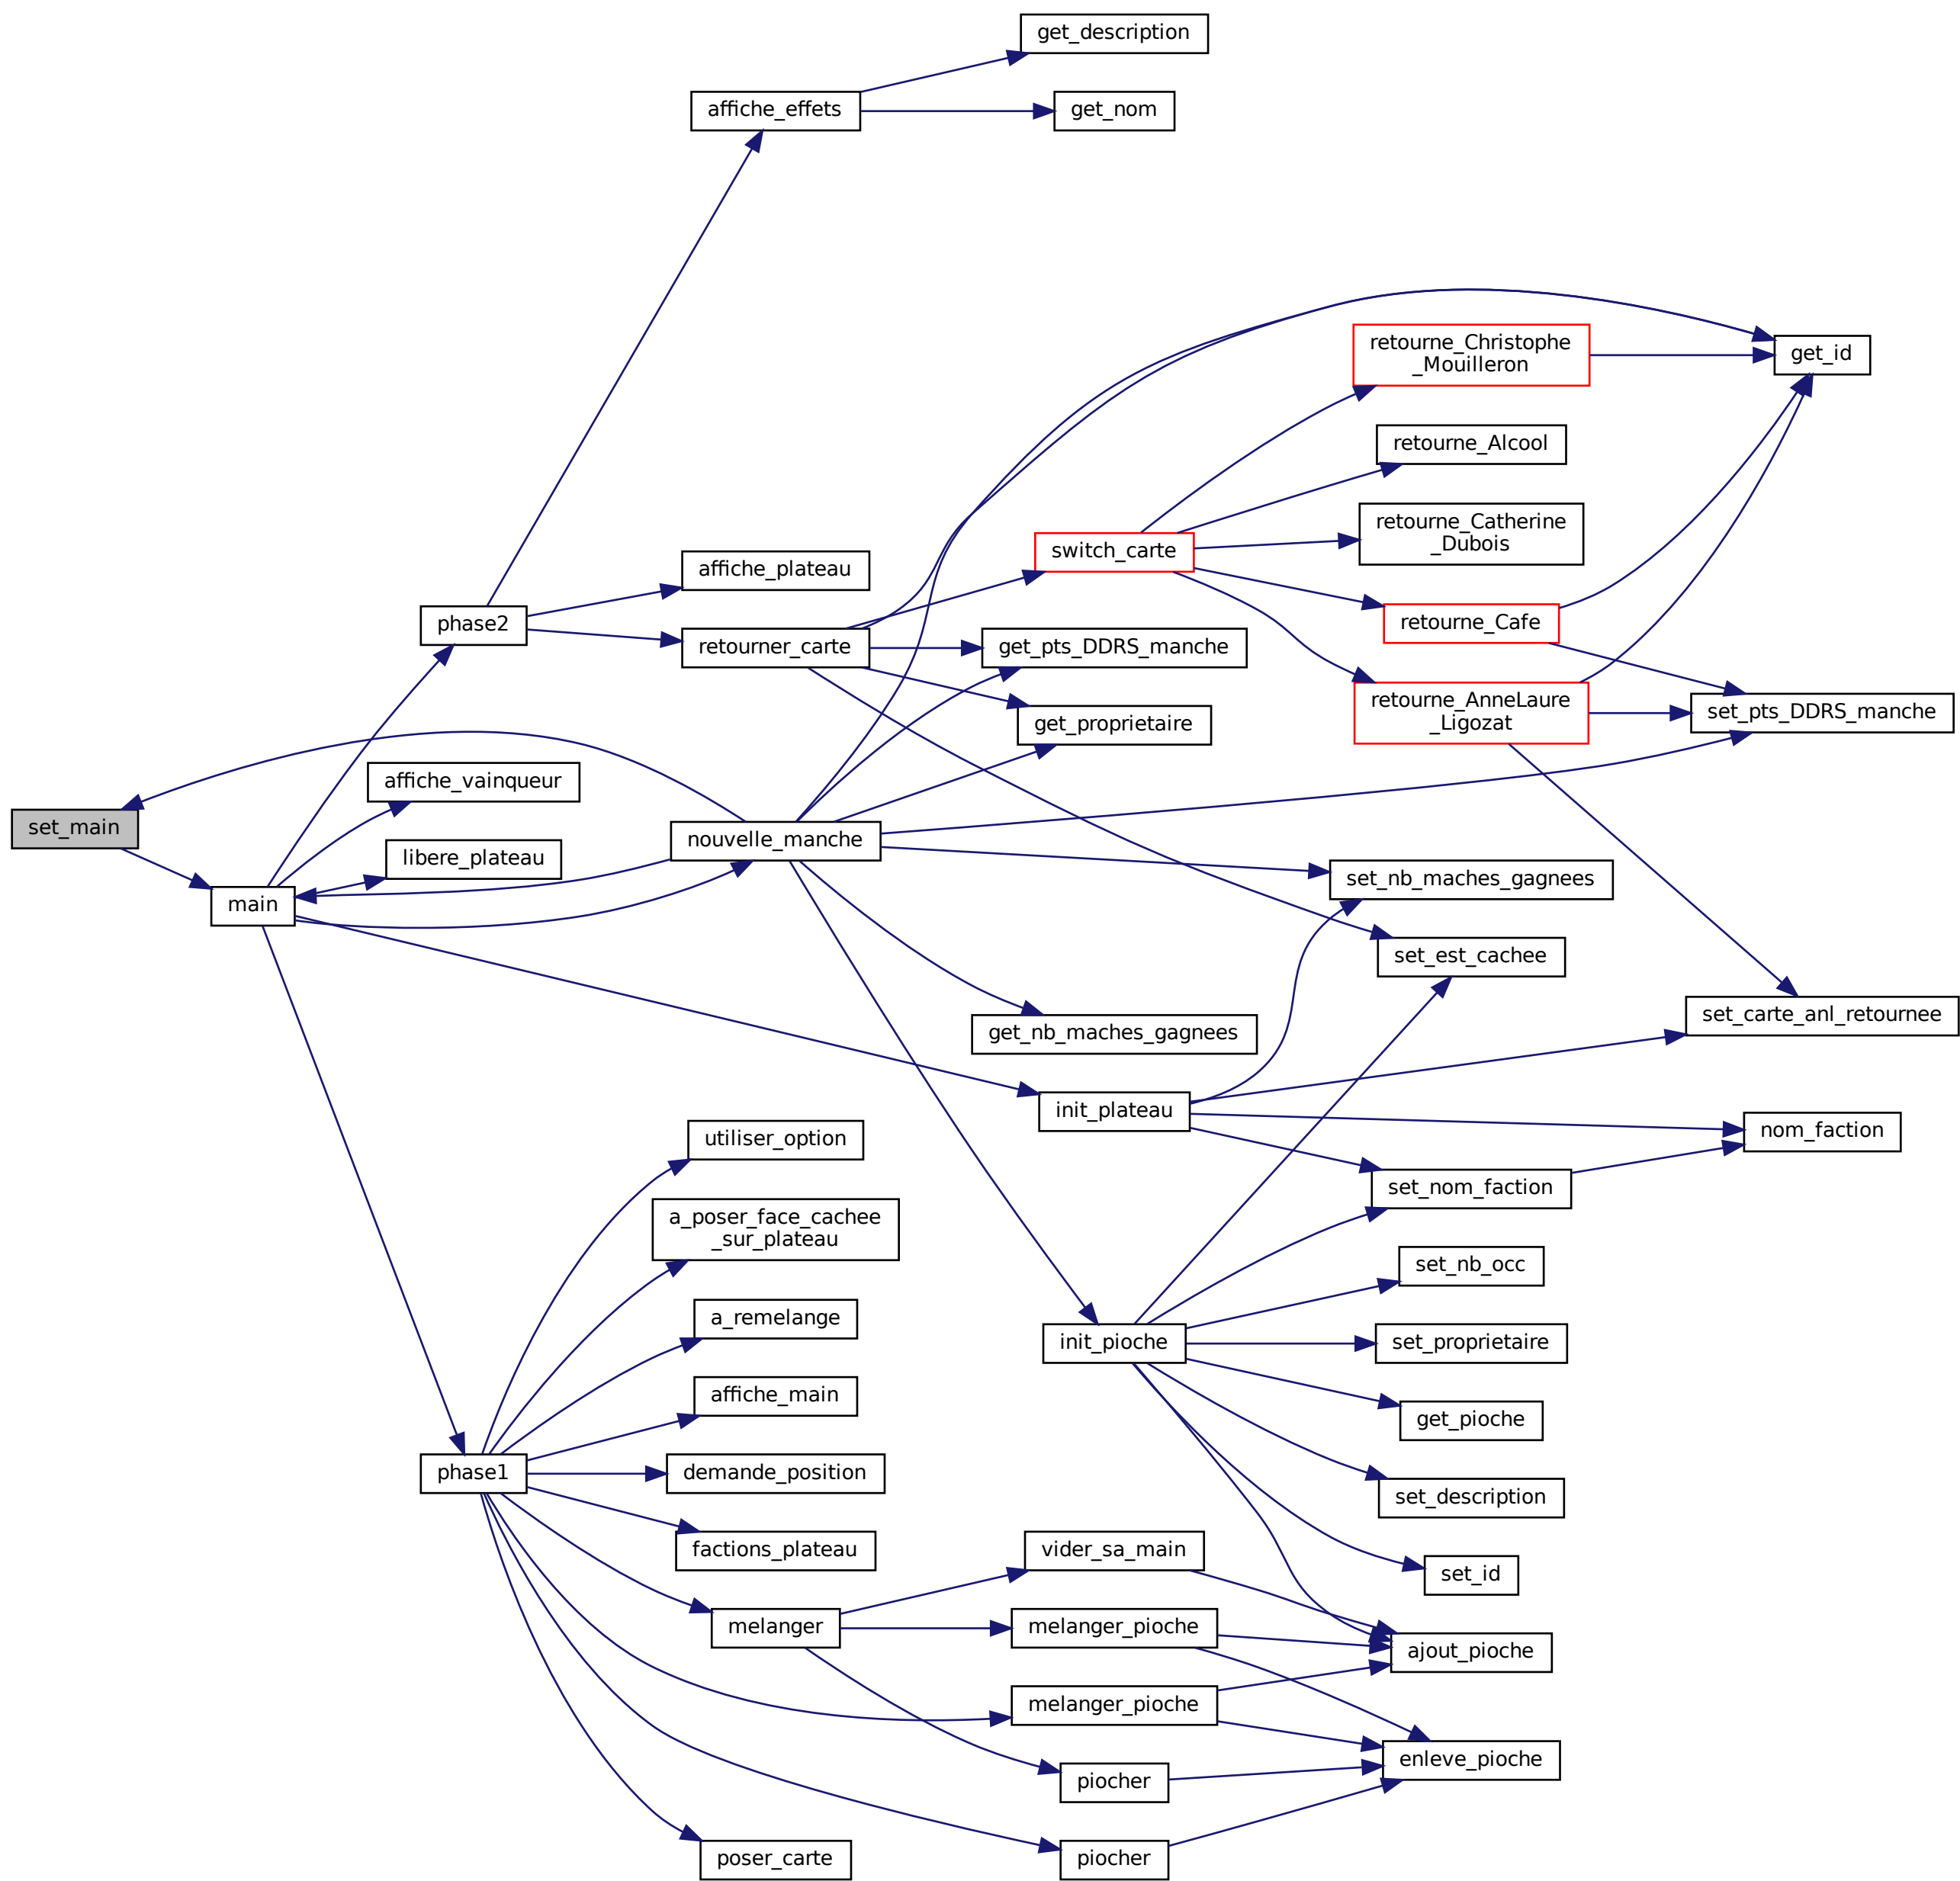 get_description
affiche_effets
get_nom
retourne_Christophe
_Mouilleron
get_id
retourne_Alcool
retourne_Catherine
_Dubois
switch_carte
affiche_plateau
phase2
retourne_Cafe
retourner_carte
get_pts_DDRS_manche
retourne_AnneLaure
_Ligozat
set_pts_DDRS_manche
get_proprietaire
affiche_vainqueur
set_main
nouvelle_manche
libere_plateau
set_nb_maches_gagnees
main
set_est_cachee
set_carte_anl_retournee
get_nb_maches_gagnees
init_plateau
nom_faction
utiliser_option
set_nom_faction
a_poser_face_cachee
_sur_plateau
set_nb_occ
a_remelange
init_pioche
set_proprietaire
affiche_main
get_pioche
phase1
demande_position
set_description
factions_plateau
vider_sa_main
set_id
melanger
melanger_pioche
ajout_pioche
melanger_pioche
enleve_pioche
piocher
poser_carte
piocher